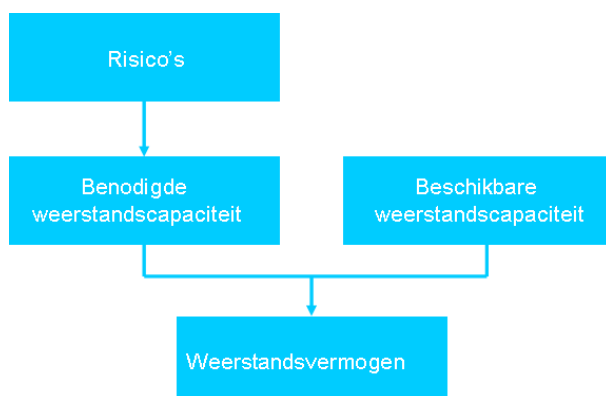 Risico's
Benodigde
weerstandscapaciteit
Beschikbare
weerstandscapaciteit
Weerstandsvermogen